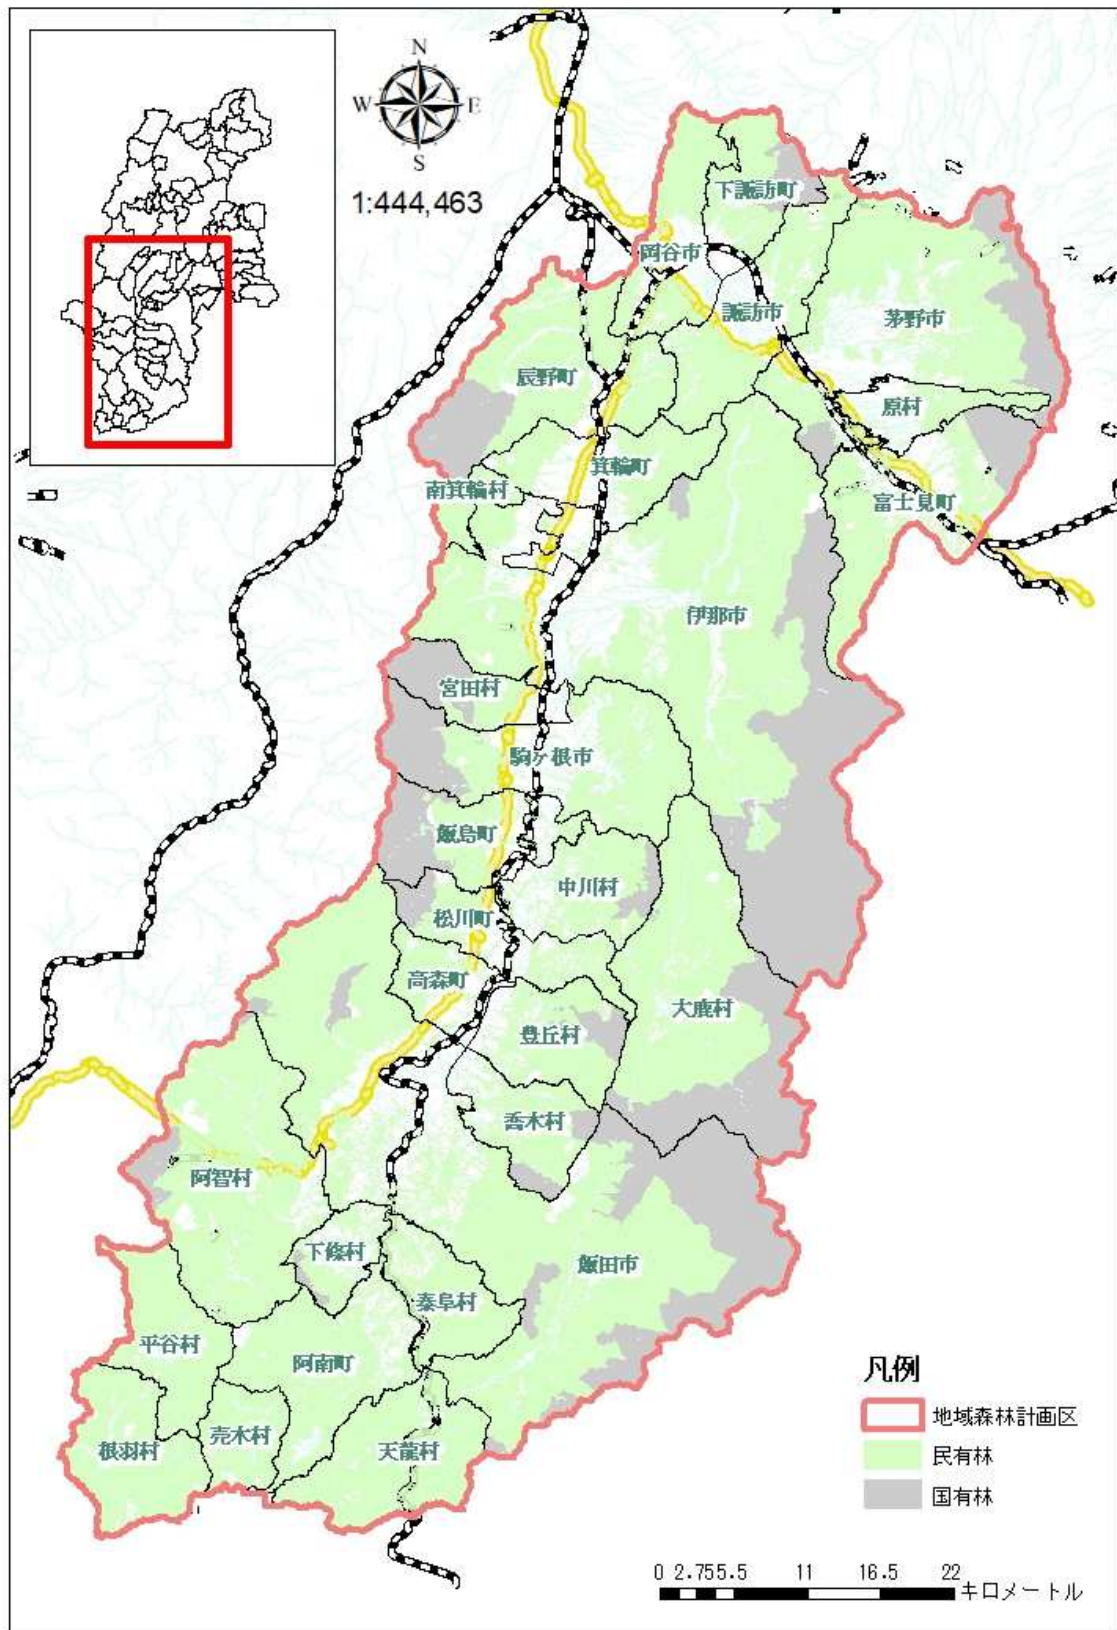 N
W E
S
1:444,463
下諏訪町
岡谷市
諏訪市
茅野市
辰野町
原村
箕輪町
南箕輪村
富士見町
伊那市
宮田村
駒ヶ根市
飯島町
中川村
松川町
高森町
大鹿村
豊丘村
喬木村
阿智村
下條村
飯田市
泰阜村
平谷村
阿南町
根羽村
売木村
天龍村
凡例
地域森林計画区
民有林
国有林
0 2.755.5 11 16.5 22
キロメートル